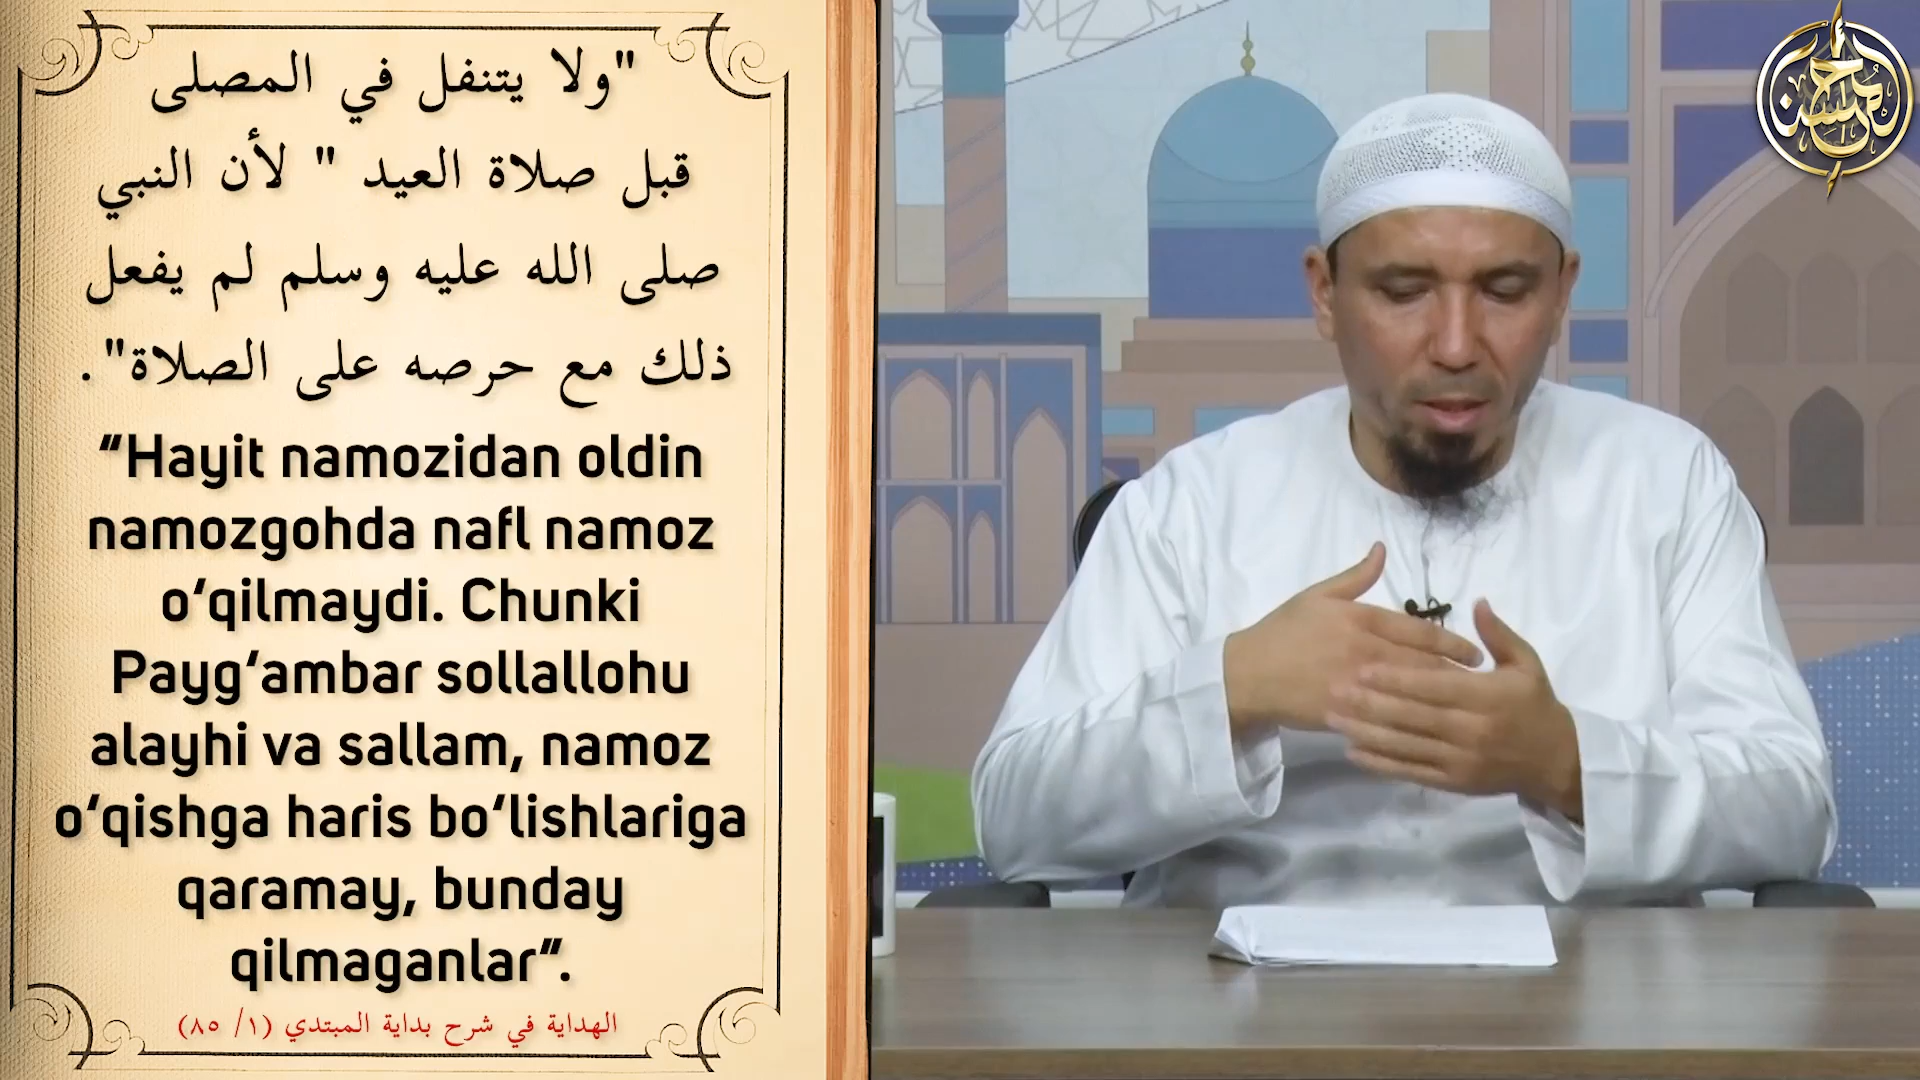 "ولا يتنفل في المصلى
قبل صلاة العيد " لأن النبي
صلى الله عليه وسلم لم يفعل
ذلك مع حرصه على الصلاة".
“Hayit namozidan oldin
namozgohda nafl namoz
o‘qilmaydi. Chunki
Payg‘ambar sollallohu
alayhi va sallam, namoz
o‘qishga haris bo‘lishlariga
qaramay, bunday
qilmaganlar“.
الهداية في شرح بداية المبتدي (١/ ٨٥)